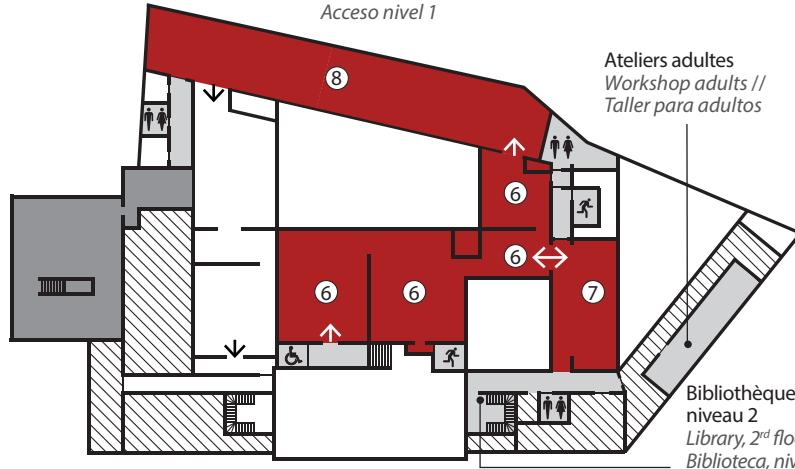 Acceso nivel 1
8
Ateliers adultes
Workshop adults //
Taller para adultos
6
6
6
6
7
Bibliothèque
niveau 2
Library, 2rd flo
Biblioteca, niv